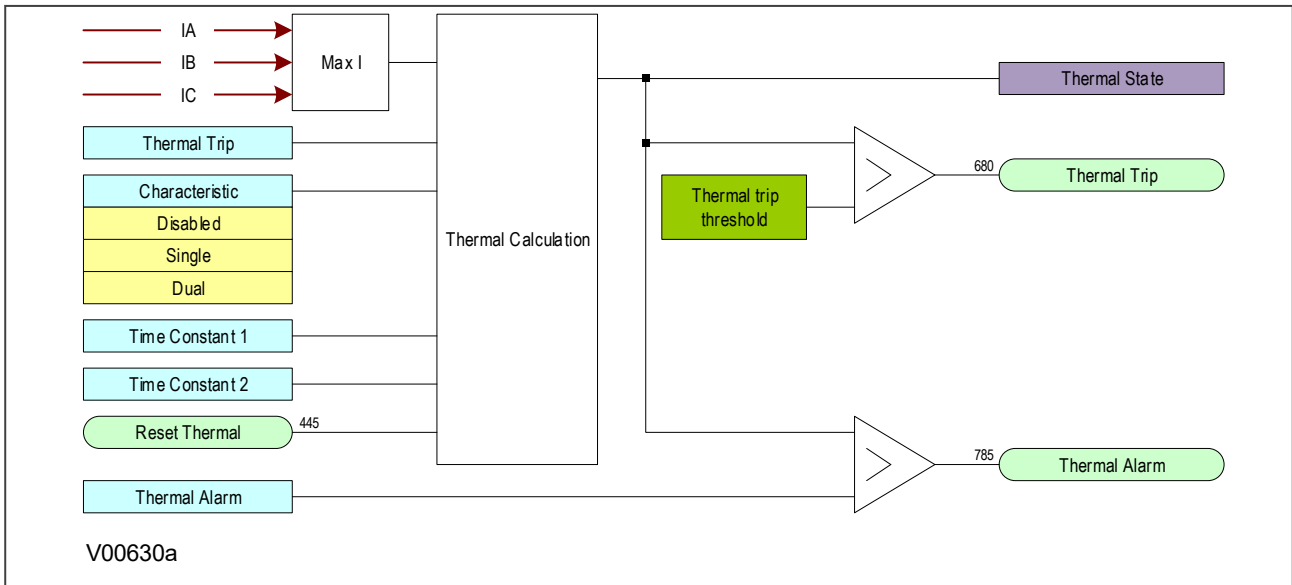 IA
IB
IC
Max I
Thermal Trip
Characteristic
Disabled
Single
Dual
Time Constant 1
Time Constant 2
Reset Thermal
445
Thermal Alarm
Thermal Calculation
Thermal State
Thermal trip
threshold
680
Thermal Trip
785
Thermal Alarm
V00630a